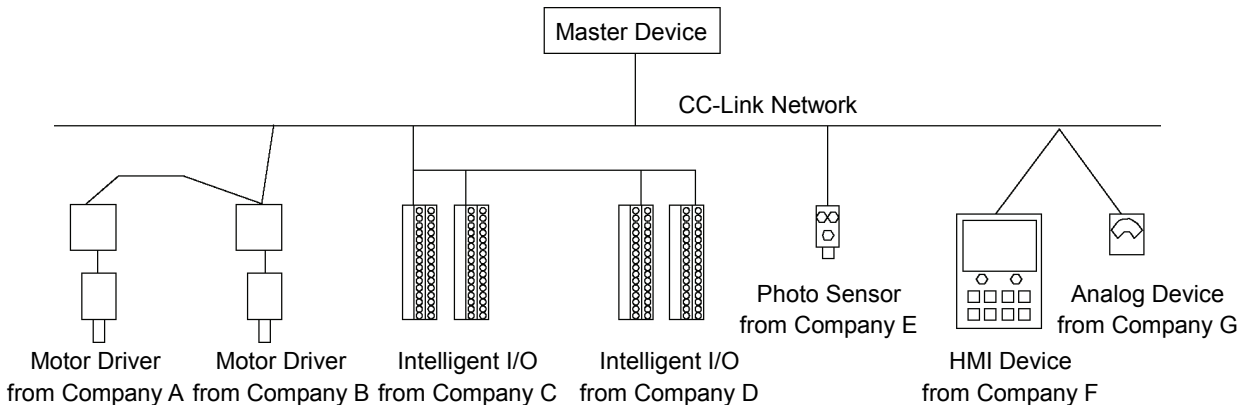 Master Device
CC-Link Network
Photo Sensor
from Company E
Analog Device
from Company G
Motor Driver
from Company A
Motor Driver
from Company B
Intelligent I/O
from Company C
Intelligent I/O
from Company D
HMI Device
from Company F